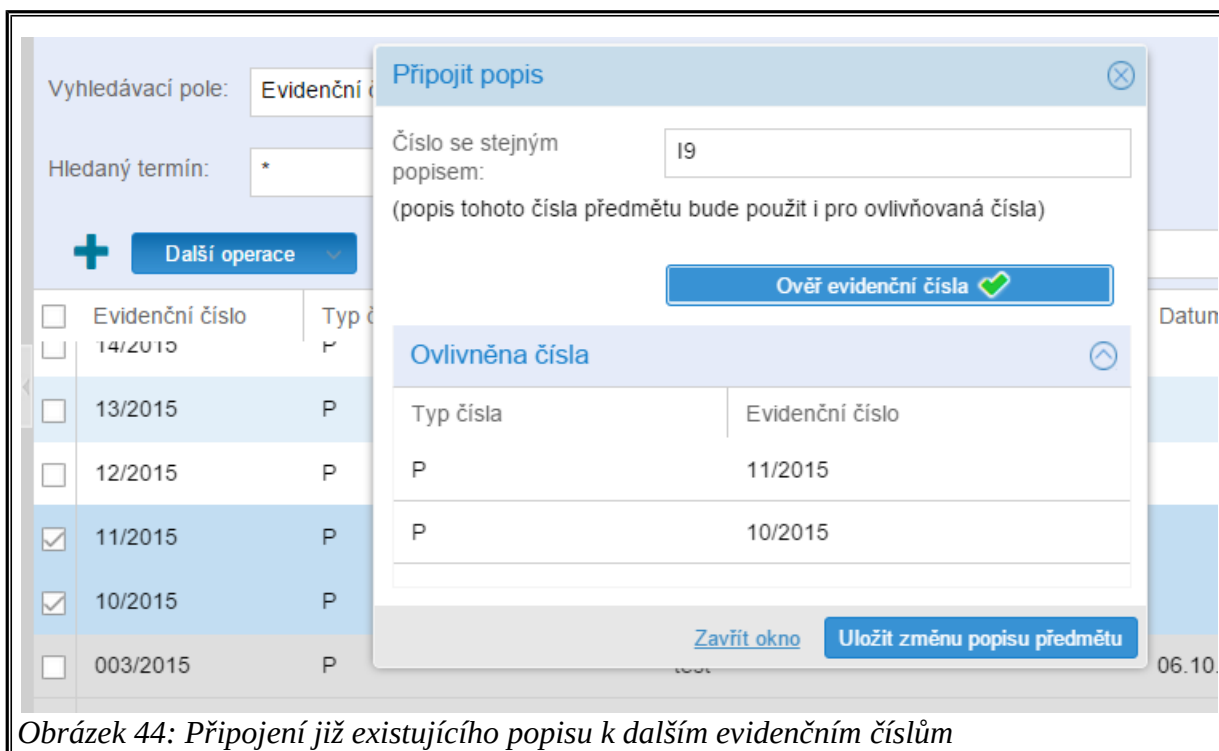 Vyhledávací pole:
Evidenční č
Hledaný termín:
*
Další operace
Evidenční číslo
Typ č
Datum
14/2015
P
13/2015
P
12/2015
P
11/2015
P
10/2015
P
003/2015
P
06.10.
Připojit popis
Číslo se stejným
popisem:
I9
(popis tohoto čísla předmětu bude použit i pro ovlivňovaná čísla)
Ověř evidenční čísla
Ovlivněna čísla
Typ čísla
Evidenční číslo
P
11/2015
P
10/2015
Zavřít okno
Uložit změnu popisu předmětu
Obrázek 44: Připojení již existujícího popisu k dalším evidenčním číslům